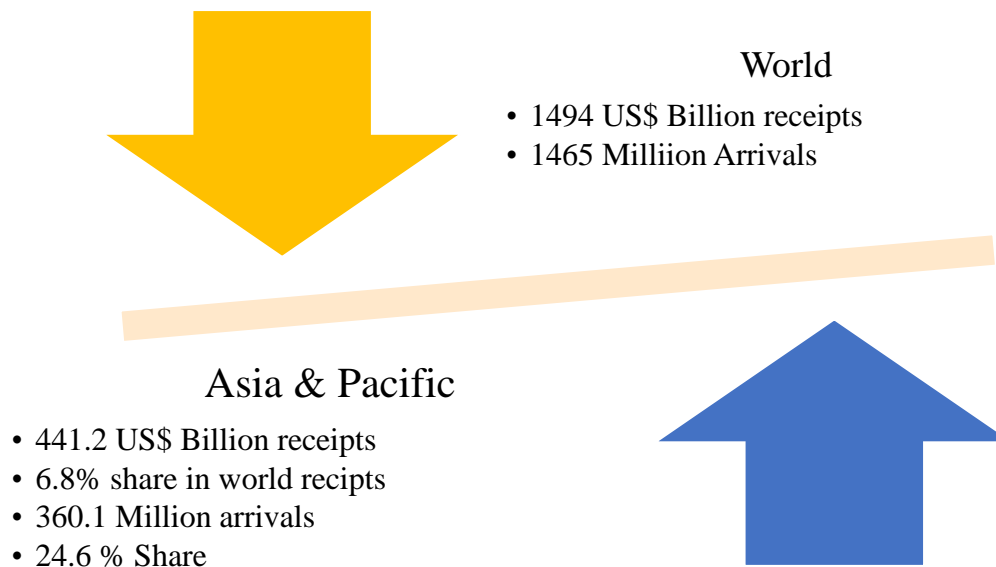 World
• 1494 US$ Billion receipts
• 1465 Milliion Arrivals
Asia & Pacific
• 441.2 US$ Billion receipts
• 6.8% share in world recipts
• 360.1 Million arrivals
• 24.6 % Share